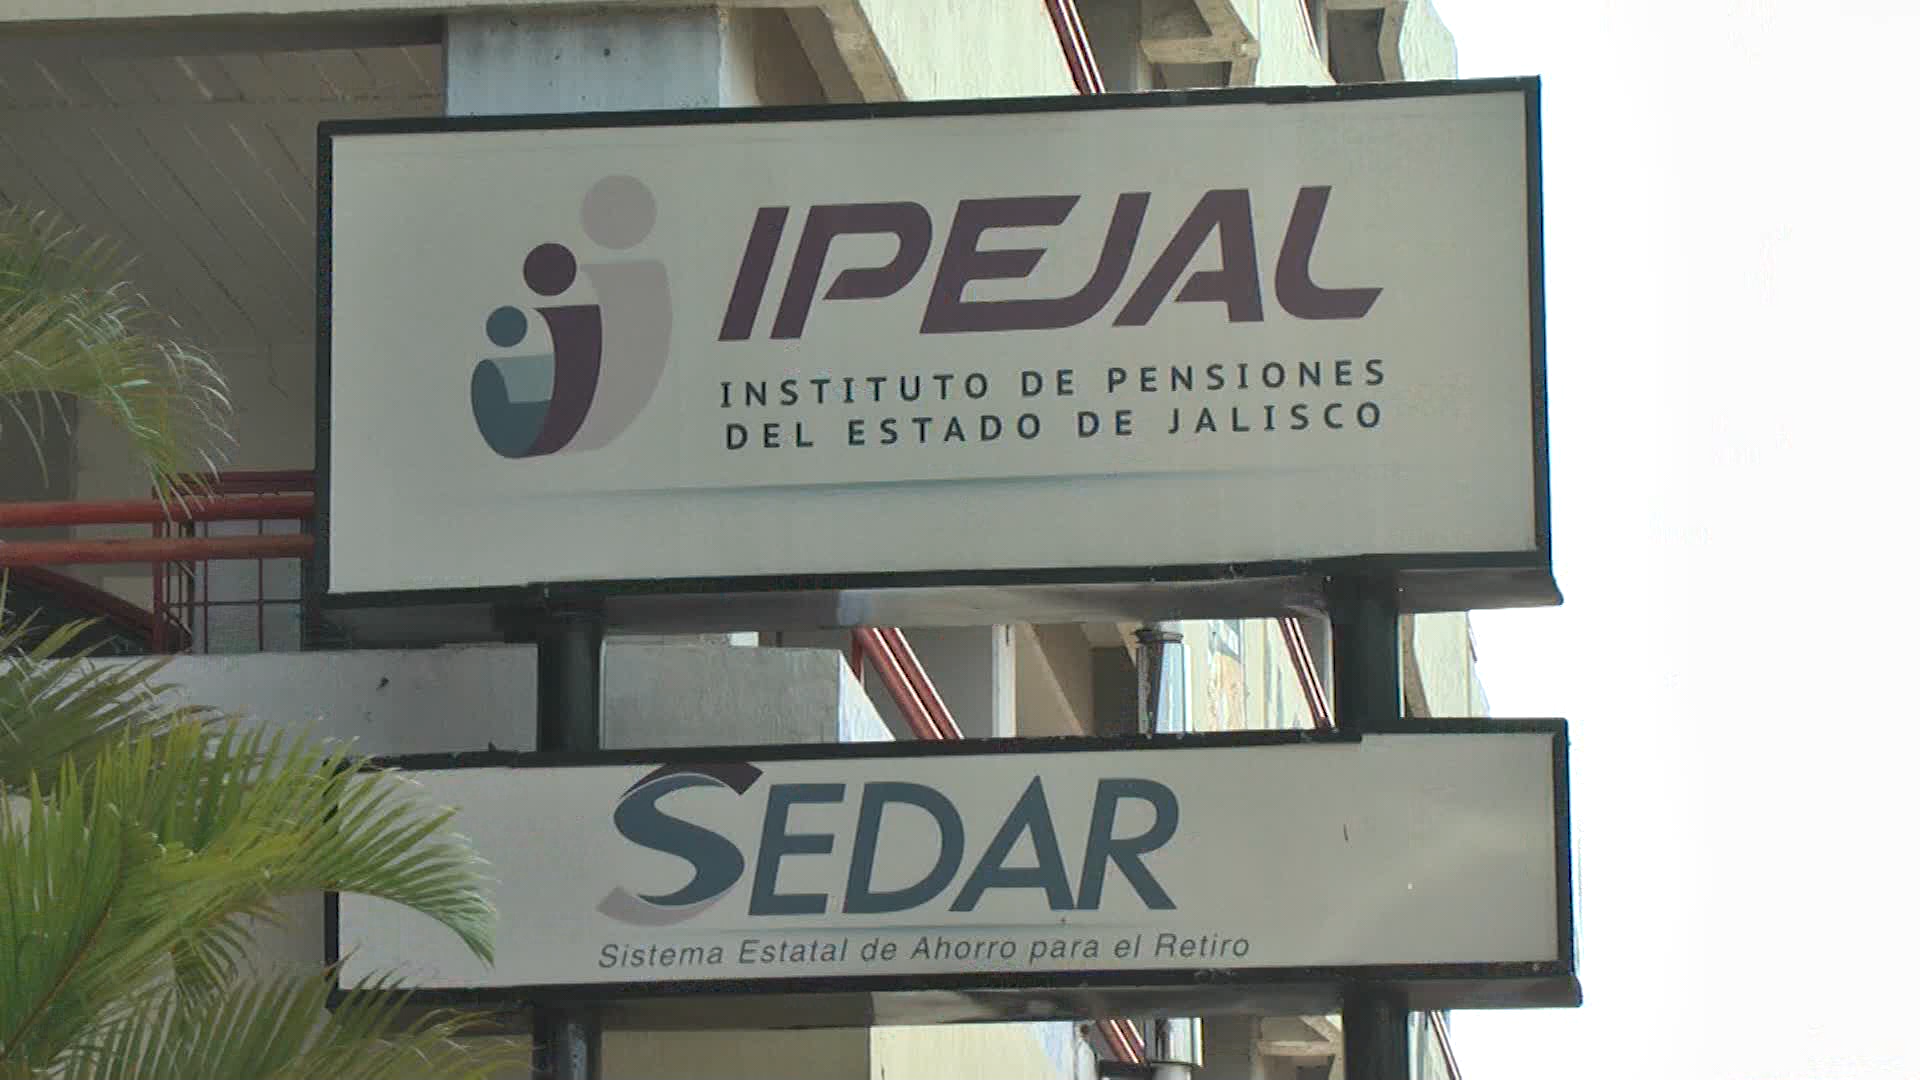 IPEJAL
INSTITUTO DE PENSIONES
DEL ESTADO DE JALISCO
SEDAR
Sistema Estatal de Ahorro para el Retiro